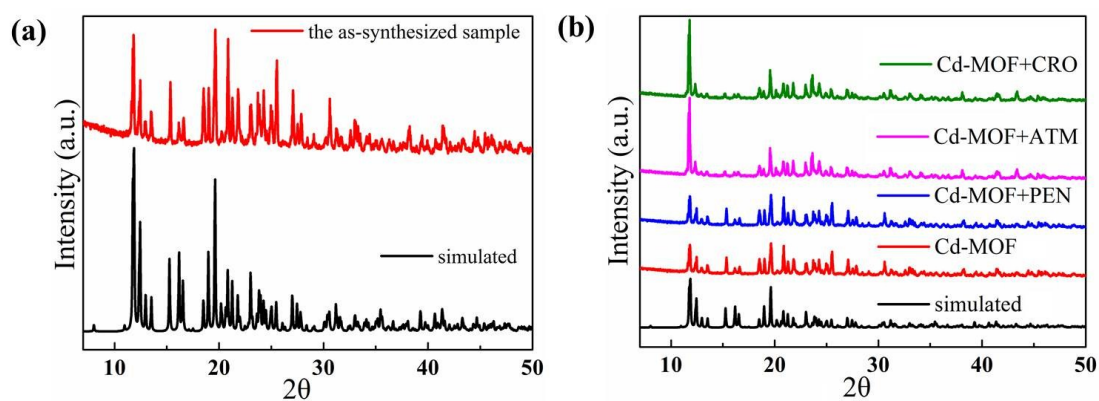 (a)
the as-synthesized sample
simulated
Intensity (a.u.)
10 20 30 40 50
2θ
(b)
Cd-MOF+CRO
Cd-MOF+ATM
Cd-MOF+PEN
Cd-MOF
simulated
Intensity (a.u.)
10 20 30 40 50
2θ